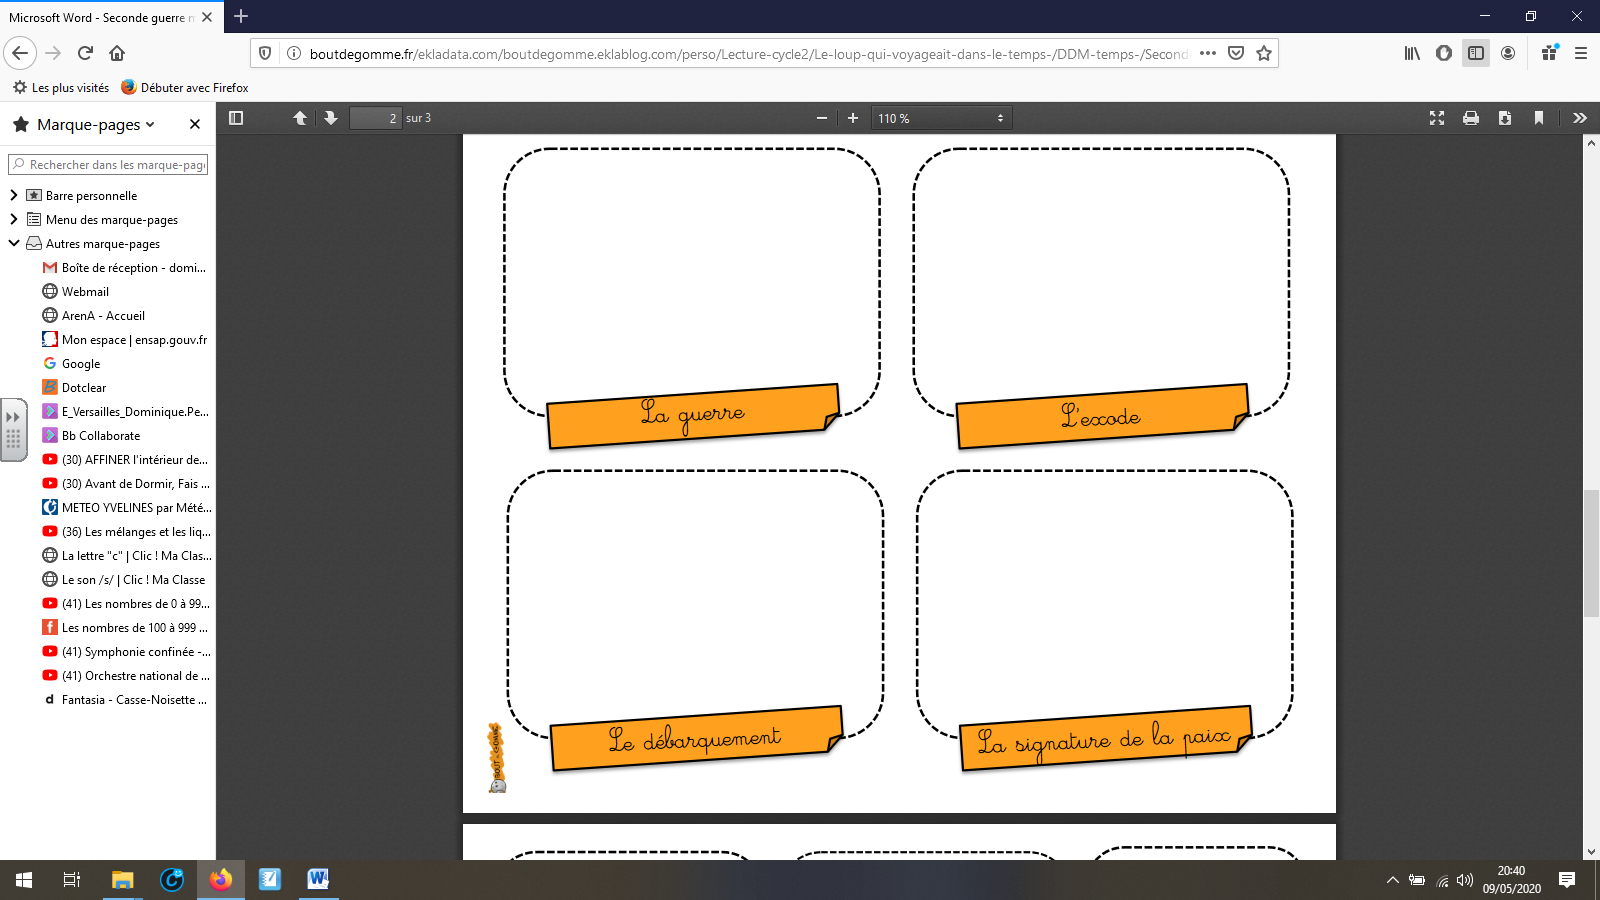 Microsoft Word - Seconde guerre m
boutdegomme.fr/ekladata.com/boutdegomme.eklablog.com/perso/Lecture-cycle2/Le-loup-qui-voyageait-dans-le-temps-/DDM-temps-/Second
Les plus visités
Débuter avec Firefox
Marque-pages
2 sur 3
110 %
Rechercher dans les marque-page
Barre personnelle
Menu des marque-pages
Autres marque-pages
Boîte de réception - domi...
Webmail
ArenA - Accueil
Mon espace | ensap.gouv.fr
Google
Dotclear
E_Versailles_Dominique.Pe...
Bb Collaborate
(30) AFFINER l'intérieur de...
(30) Avant de Dormir, Fais ...
METEO YVELINES par Mété...
(36) Les mélanges et les liq...
La lettre "c" | Clic ! Ma Clas...
Le son /s/ | Clic ! Ma Classe
(41) Les nombres de 0 à 99...
Les nombres de 100 à 999 ...
(41) Symphonie confinée -...
(41) Orchestre national de ...
Fantasia - Casse-Noisette ...
La guerre
L'exode
Le débarquement
La signature de la paix
20:40
09/05/2020